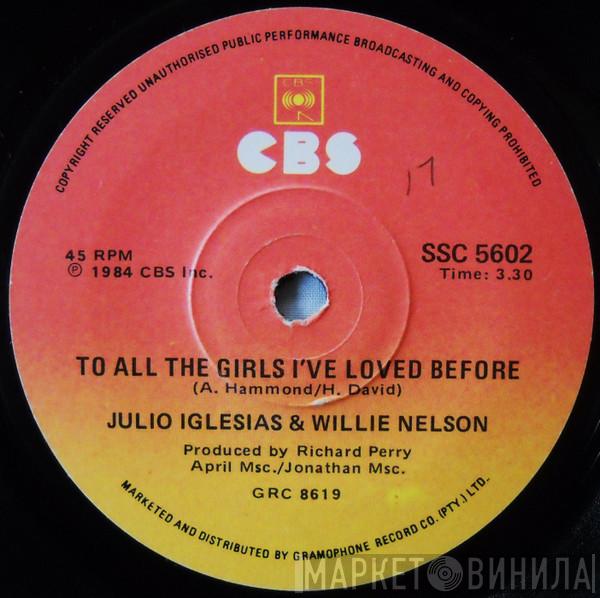 COPYRIGHT RESERVED UNAUTHORISED PUBLIC PERFORMANCE BROADCASTING AND COPYING PROHIBITED
CBS
CBS
17
45 RPM
℗ 1984 CBS Inc.
SSC 5602
Time: 3.30
TO ALL THE GIRLS I'VE LOVED BEFORE
(A. Hammond/H. David)
JULIO IGLESIAS & WILLIE NELSON
Produced by Richard Perry
April Msc./Jonathan Msc.
GRC 8619
MARKETED AND DISTRIBUTED BY GRAMOPHONE RECORD CO. (PTY.) LTD.
МАРКЕТ ВИНИЛА